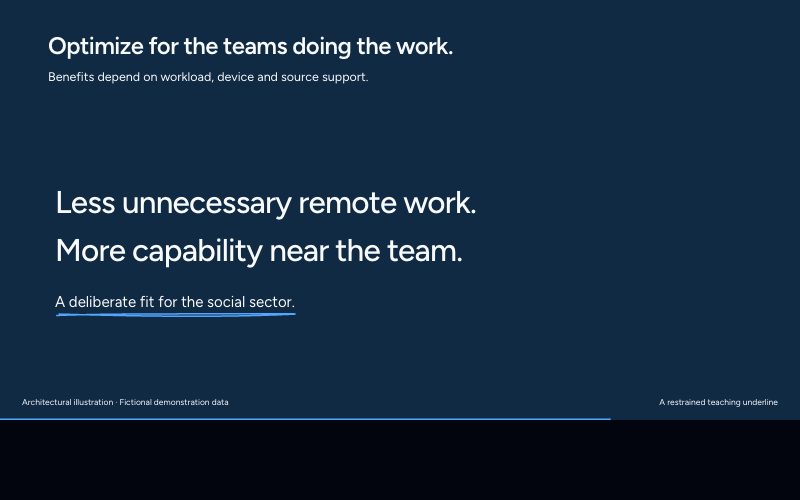 Optimize for the teams doing the work.
Benefits depend on workload, device and source support.
Less unnecessary remote work.
More capability near the team.
A deliberate fit for the social sector.
Architectural illustration · Fictional demonstration data
A restrained teaching underline